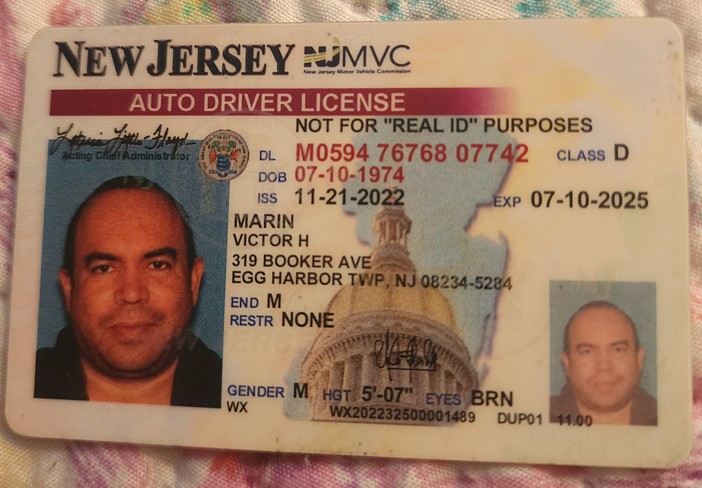 NEW JERSEY NJMVC
New Jersey Motor Vehicle Commission
AUTO DRIVER LICENSE
NOT FOR "REAL ID" PURPOSES
Acting Chief Administrator
DL M0594 76768 07742 CLASS D
DOB 07-10-1974
ISS 11-21-2022 EXP 07-10-2025
MARIN
VICTOR H
319 BOOKER AVE
EGG HARBOR TWP, NJ 08234-5284
END M
RESTR NONE
GENDER M HGT 5'-07" EYES BRN
WX WX202232500001489 DUP01 11.00